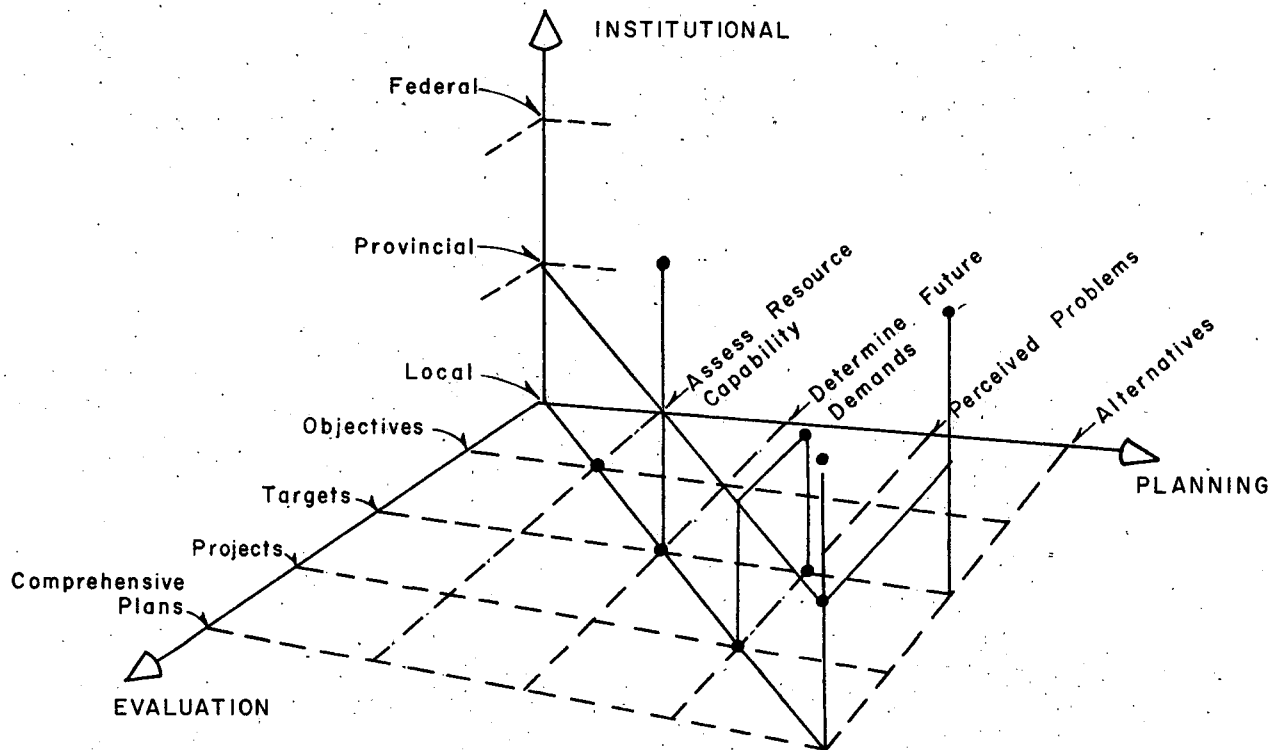 INSTITUTIONAL
Federal
Provincial
Local
Objectives
Targets
Projects
Comprehensive
Plans
EVALUATION
Assess Resource
Capability
Determine Future
Demands
Perceived Problems
Alternatives
PLANNING